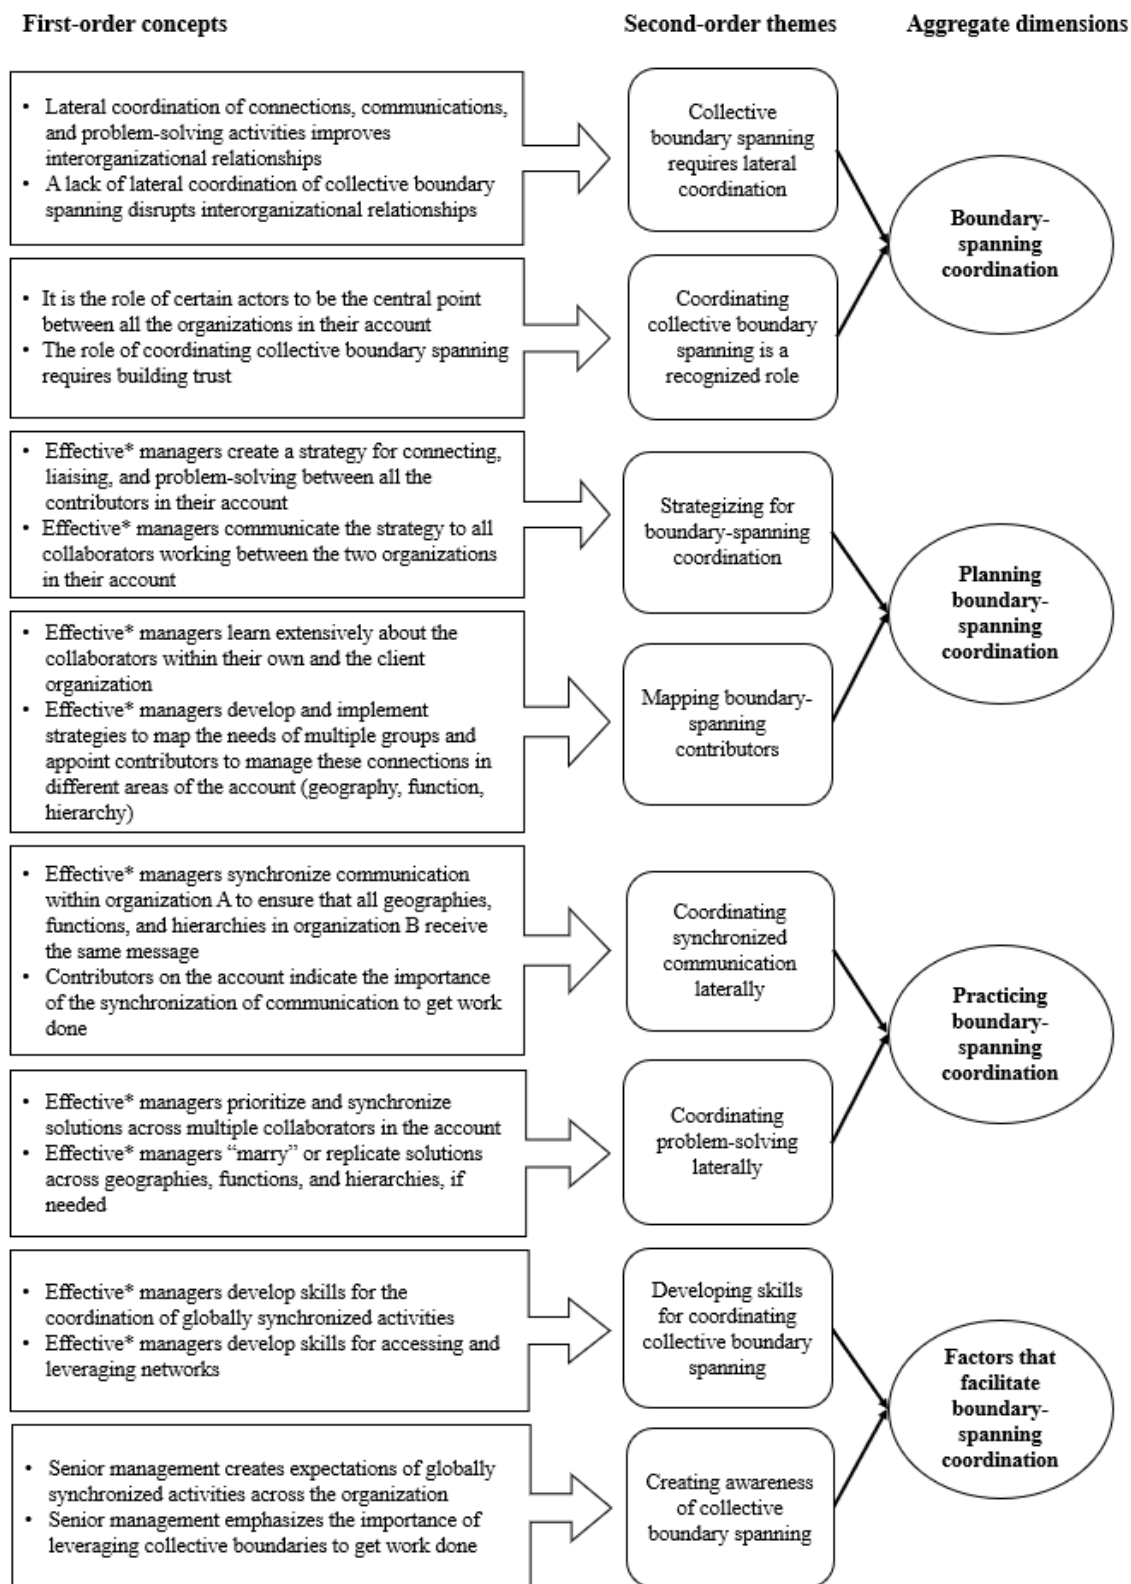 First-order concepts
Second-order themes
Aggregate dimensions
• Lateral coordination of connections, communications,
and problem-solving activities improves
interorganizational relationships
• A lack of lateral coordination of collective boundary
spanning disrupts interorganizational relationships
Collective
boundary spanning
requires lateral
coordination
• It is the role of certain actors to be the central point
between all the organizations in their account
• The role of coordinating collective boundary spanning
requires building trust
Coordinating
collective boundary
spanning is a
recognized role
Boundary-
spanning
coordination
• Effective* managers create a strategy for connecting,
liaising, and problem-solving between all the
contributors in their account
• Effective* managers communicate the strategy to all
collaborators working between the two organizations
in their account
Strategizing for
boundary-spanning
coordination
• Effective* managers learn extensively about the
collaborators within their own and the client
organization
• Effective* managers develop and implement
strategies to map the needs of multiple groups and
appoint contributors to manage these connections in
different areas of the account (geography, function,
hierarchy)
Mapping boundary-
spanning
contributors
Planning
boundary-
spanning
coordination
• Effective* managers synchronize communication
within organization A to ensure that all geographies,
functions, and hierarchies in organization B receive
the same message
• Contributors on the account indicate the importance
of the synchronization of communication to get work
done
Coordinating
synchronized
communication
laterally
• Effective* managers prioritize and synchronize
solutions across multiple collaborators in the account
• Effective* managers “marry” or replicate solutions
across geographies, functions, and hierarchies, if
needed
Coordinating
problem-solving
laterally
Practicing
boundary-
spanning
coordination
• Effective* managers develop skills for the
coordination of globally synchronized activities
• Effective* managers develop skills for accessing and
leveraging networks
Developing skills
for coordinating
collective boundary
spanning
• Senior management creates expectations of globally
synchronized activities across the organization
• Senior management emphasizes the importance of
leveraging collective boundaries to get work done
Creating awareness
of collective
boundary spanning
Factors that
facilitate
boundary-
spanning
coordination